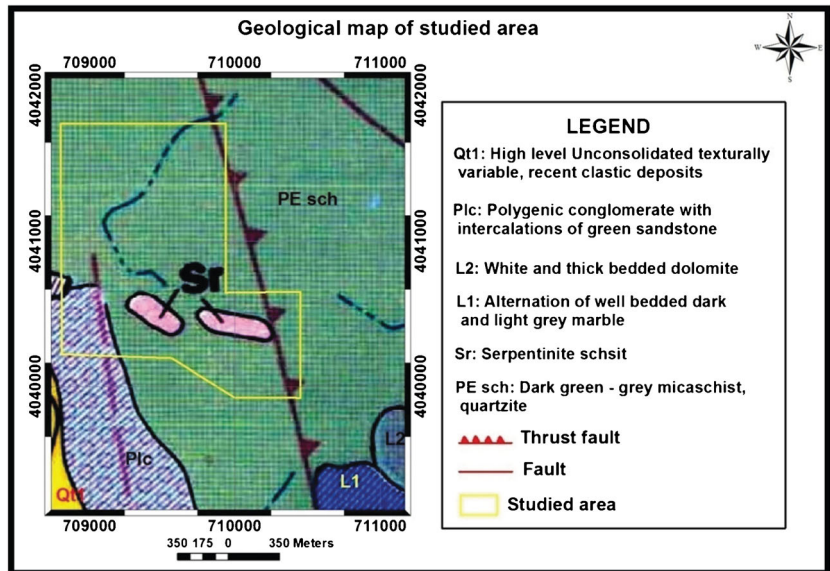 Geological map of studied area
N
W E
S
709000 710000 711000
4042000 4042000
PE sch
4041000 4041000
Sr
4040000 4040000
Plc
L2
L1
Qt1
709000 710000 711000
350 175 0 350 Meters
LEGEND
Qt1: High level Unconsolidated texturally
variable, recent clastic deposits
Plc: Polygenic conglomerate with
intercalations of green sandstone
L2: White and thick bedded dolomite
L1: Alternation of well bedded dark
and light grey marble
Sr: Serpentinite schsit
PE sch: Dark green - grey micaschist,
quartzite
Thrust fault
Fault
Studied area